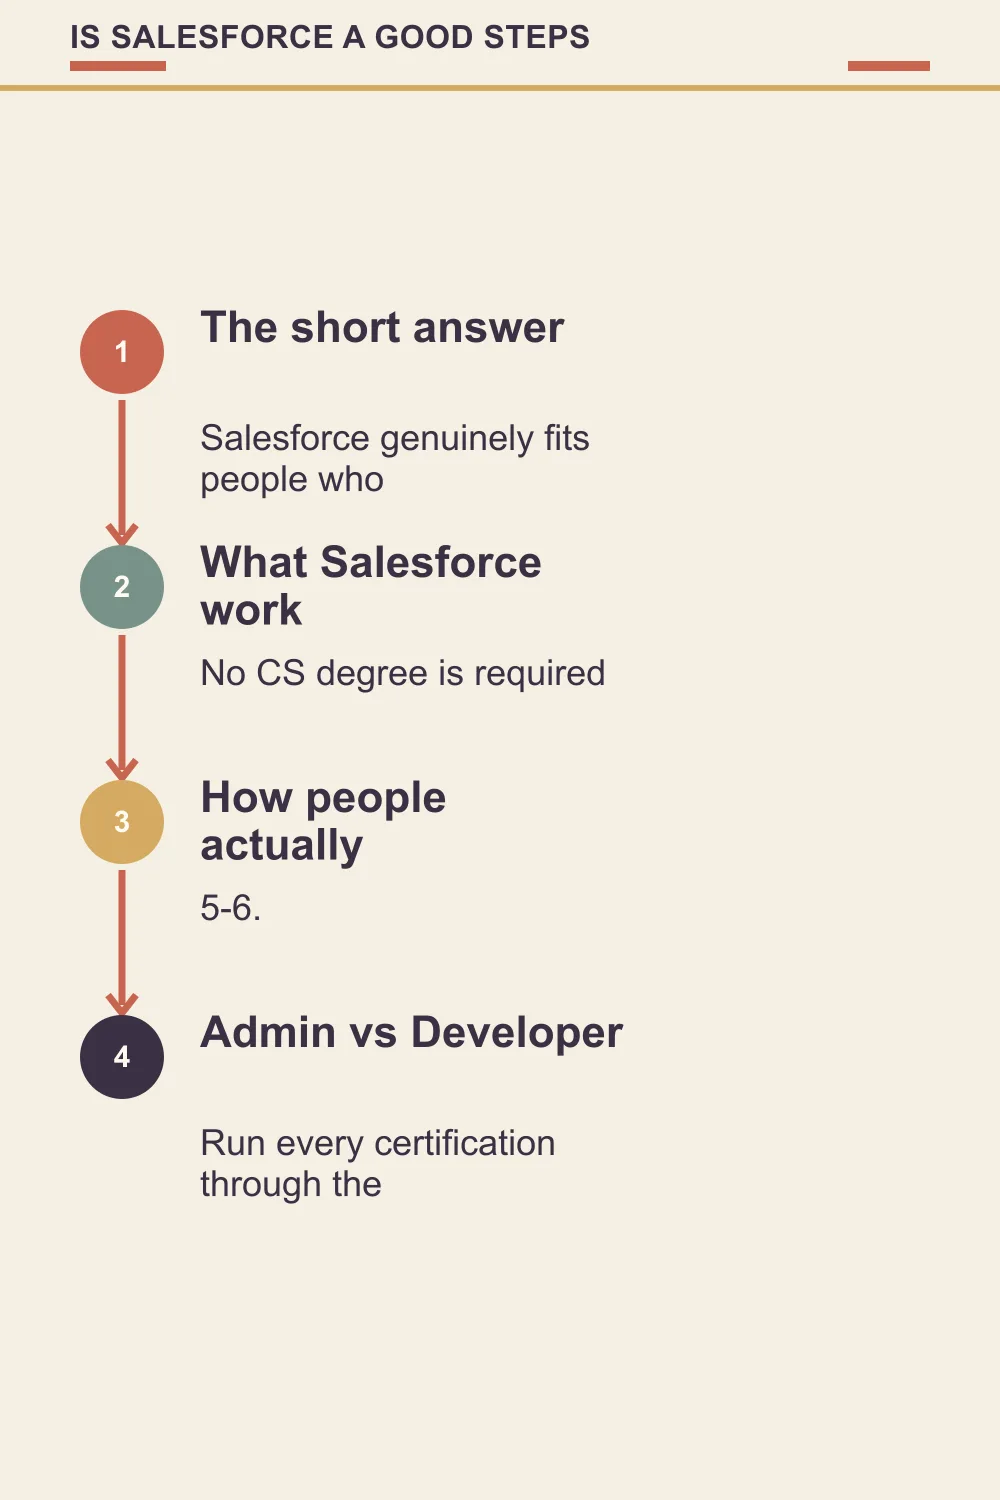 IS SALESFORCE A GOOD STEPS
1
The short answer
Salesforce genuinely fits
people who
2
What Salesforce
work
No CS degree is required
3
How people
actually
5-6.
4
Admin vs Developer
Run every certification
through the